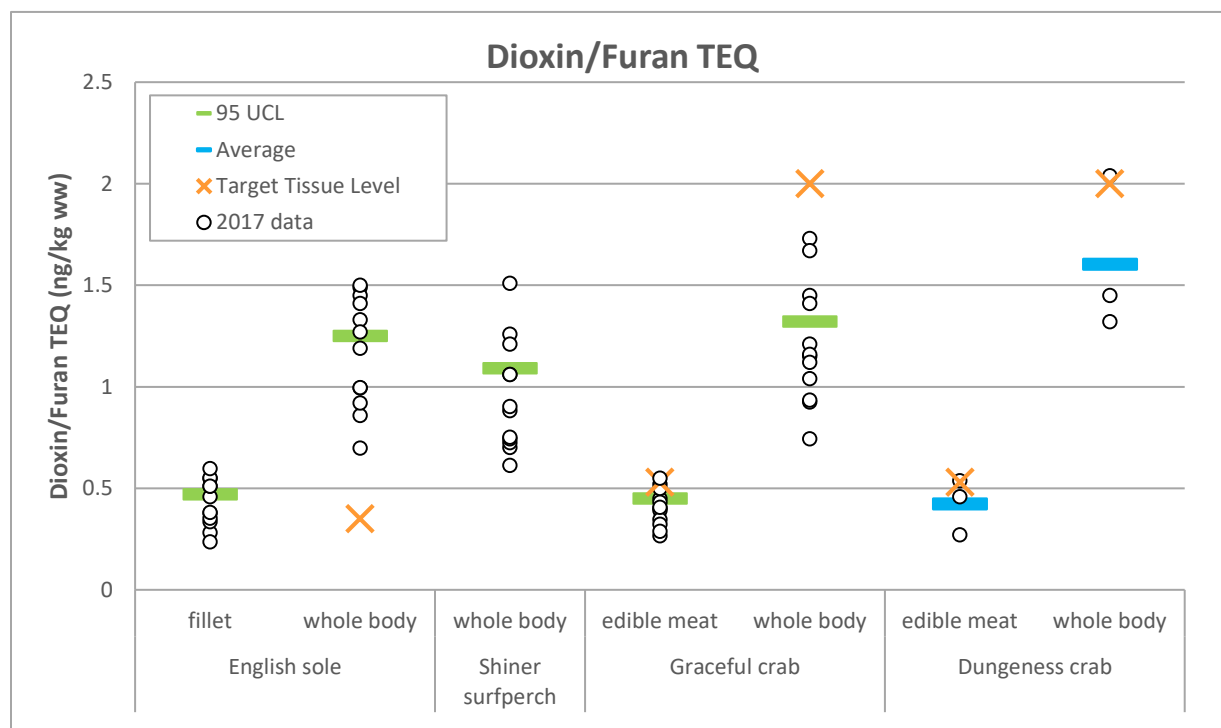 Dioxin/Furan TEQ
2.5
2
1.5
1
0.5
0
Dioxin/Furan TEQ (ng/kg ww)
95 UCL
Average
Target Tissue Level
2017 data
fillet
whole body
whole body
edible meat
whole body
edible meat
whole body
English sole
Shiner
surfperch
Graceful crab
Dungeness crab